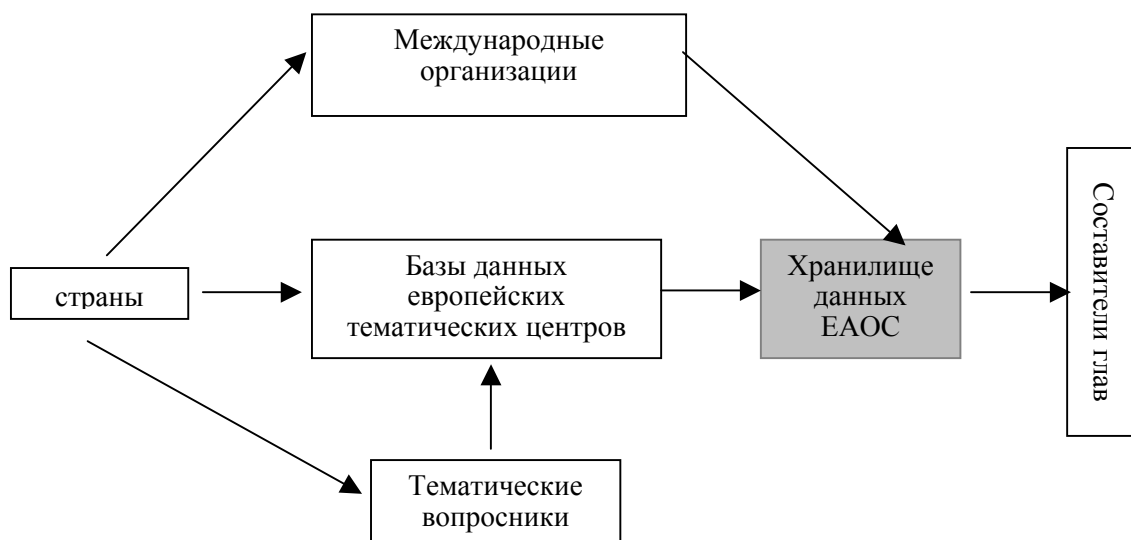 Международные
организации
страны
Базы данных
европейских
тематических центров
Хранилище
данных
ЕАОС
Составители глав
Тематические
вопросники